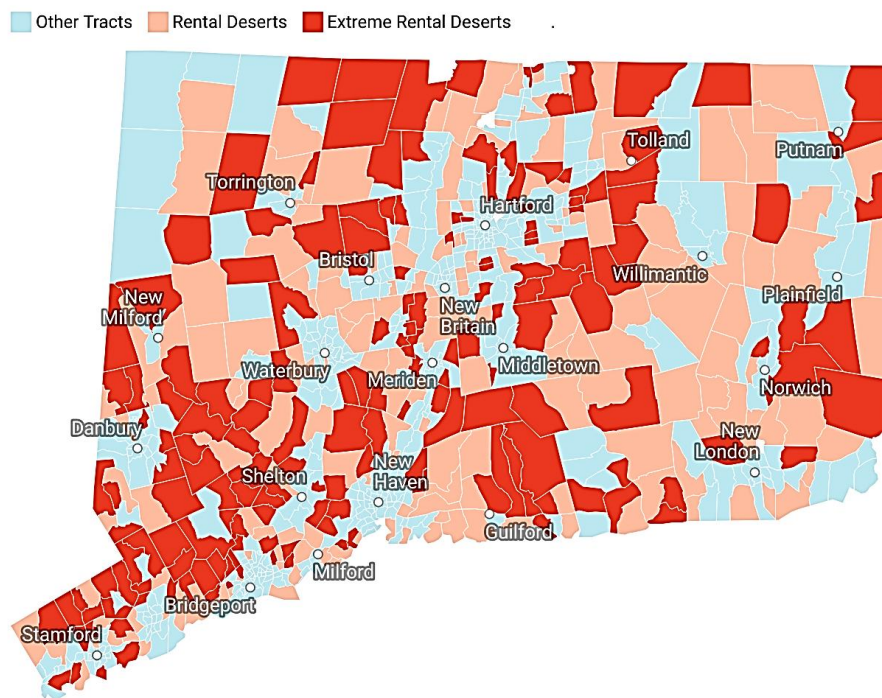 Other Tracts
Rental Deserts
Extreme Rental Deserts
.
Tolland
Putnam
Torrington
Hartford
Bristol
Willimantic
New
Milford
New
Britain
Plainfield
Waterbury
Meriden
Middletown
Norwich
Danbury
New
London
Shelton
New
Haven
Guilford
Milford
Bridgeport
Stamford